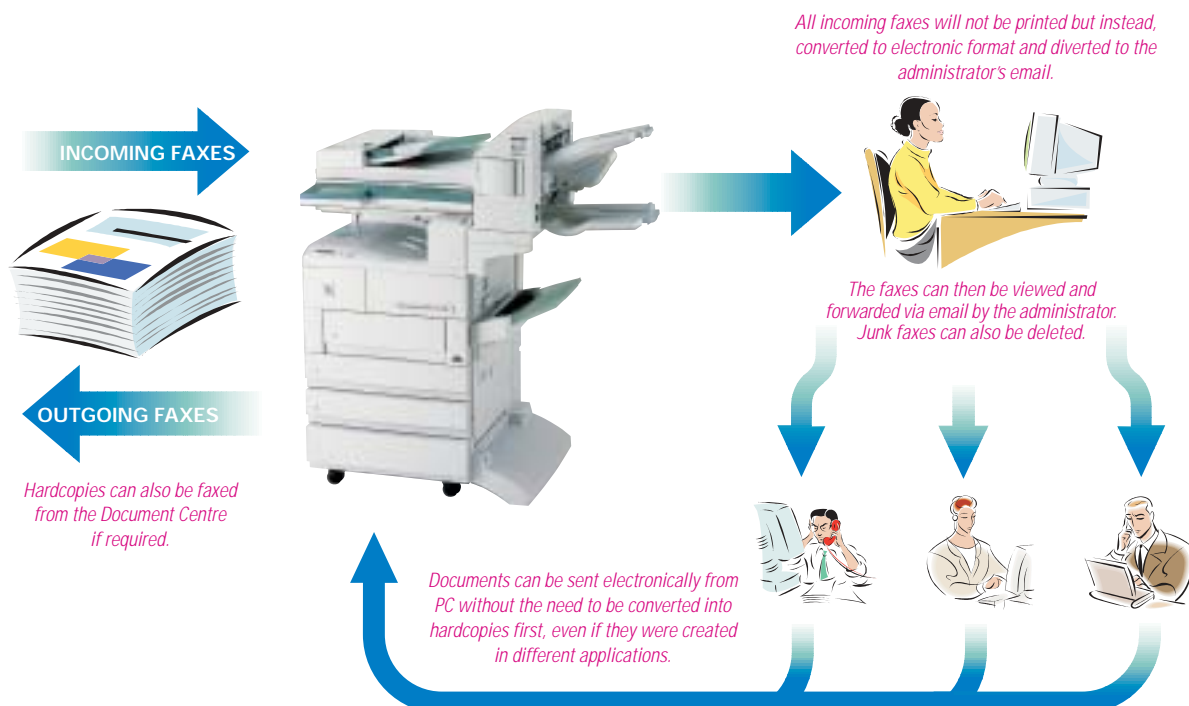 All incoming faxes will not be printed but instead,
converted to electronic format and diverted to the
administrator's email.
INCOMING FAXES
The faxes can then be viewed and
forwarded via email by the administrator.
Junk faxes can also be deleted.
OUTGOING FAXES
Hardcopies can also be faxed
from the Document Centre
if required.
Documents can be sent electronically from
PC without the need to be converted into
hardcopies first, even if they were created
in different applications.